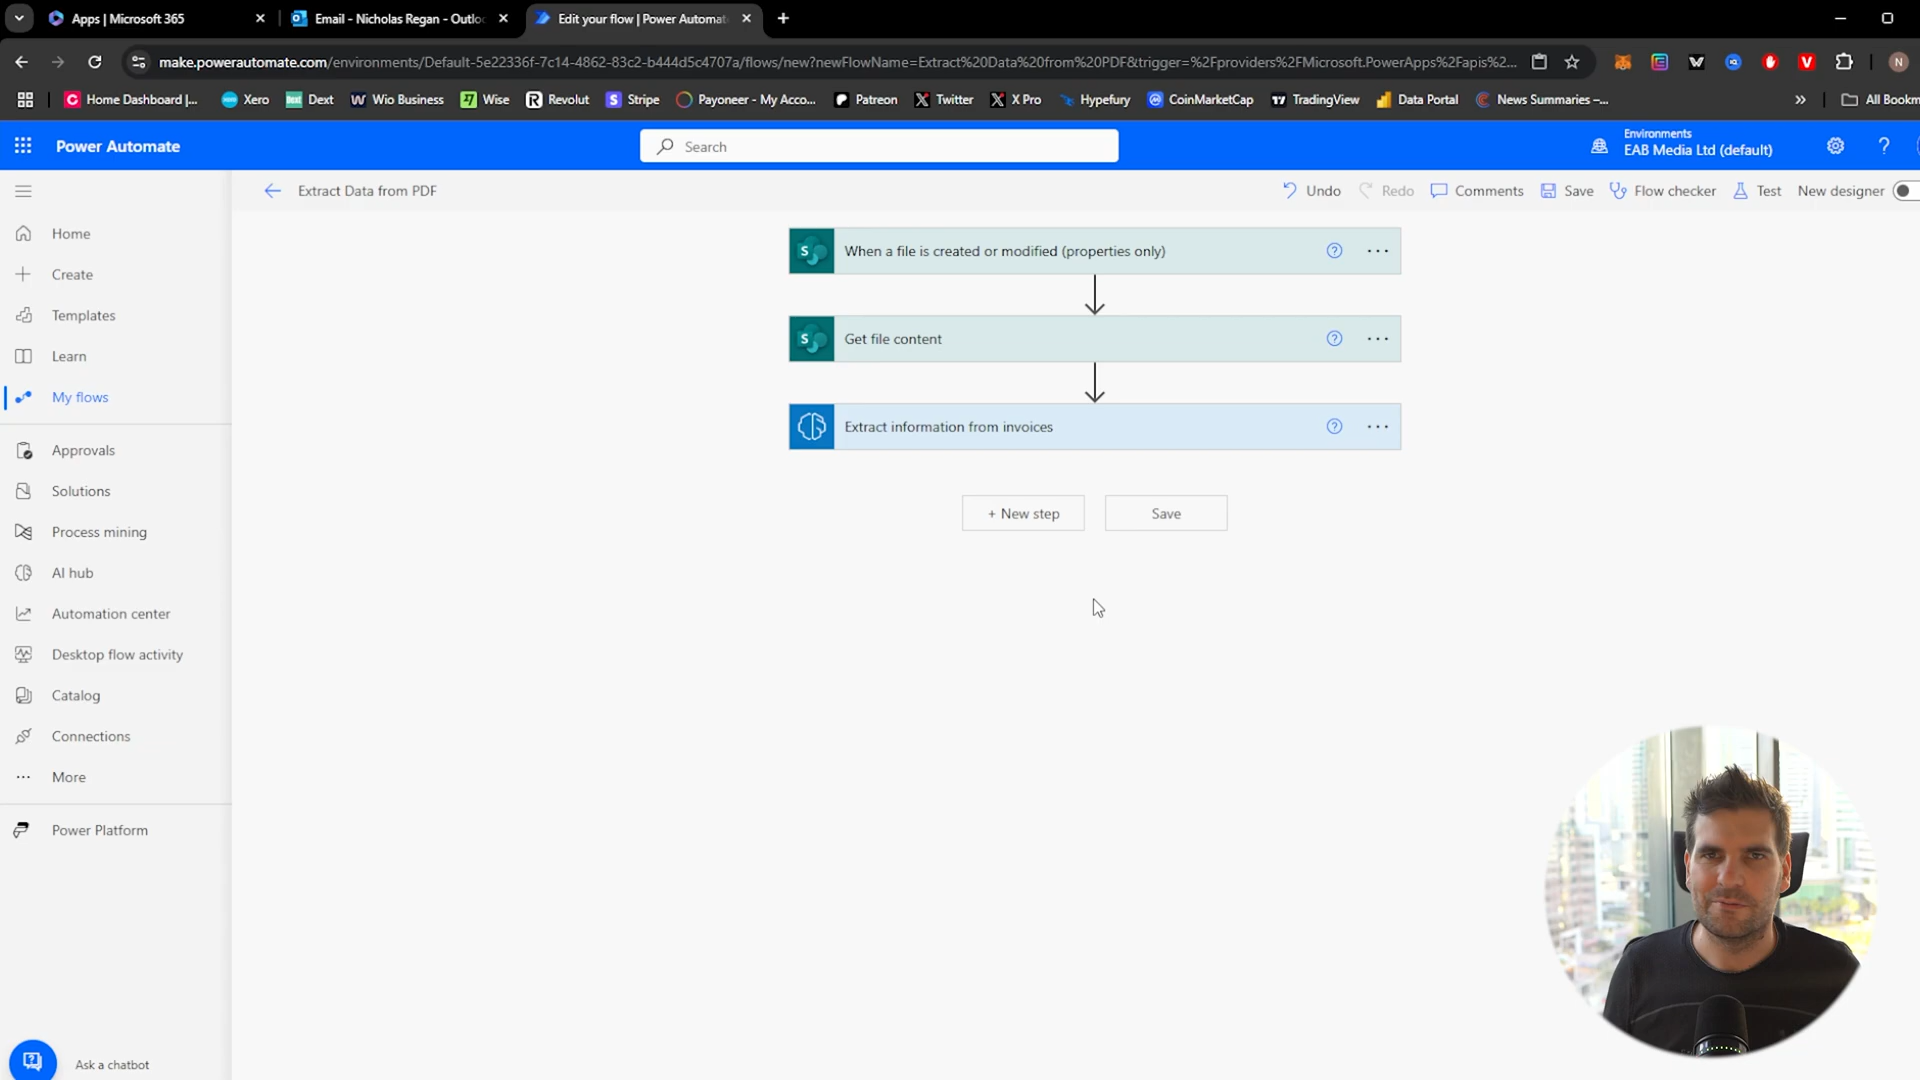 Apps | Microsoft 365
Email - Nicholas Regan - Outlo
Edit your flow | Power Automat
make.powerautomate.com/environments/Default-5e22336f-7c14-4862-83c2-b444d5c4707a/flows/new?newFlowName=Extract%20Data%20from%20PDF&trigger=%2Fproviders%2FMicrosoft.PowerApps%2Fapis%2...
N
Home Dashboard |...
Xero
Dext
Wio Business
Wise
Revolut
Stripe
Payoneer - My Acco...
Patreon
Twitter
X Pro
Hypefury
CoinMarketCap
TradingView
Data Portal
News Summaries –...
All Bookm
Power Automate
Search
Environments
EAB Media Ltd (default)
Extract Data from PDF
Undo
Redo
Comments
Save
Flow checker
Test
New designer
Home
Create
Templates
Learn
My flows
Approvals
Solutions
Process mining
AI hub
Automation center
Desktop flow activity
Catalog
Connections
More
Power Platform
Ask a chatbot
When a file is created or modified (properties only)
Get file content
Extract information from invoices
+ New step
Save